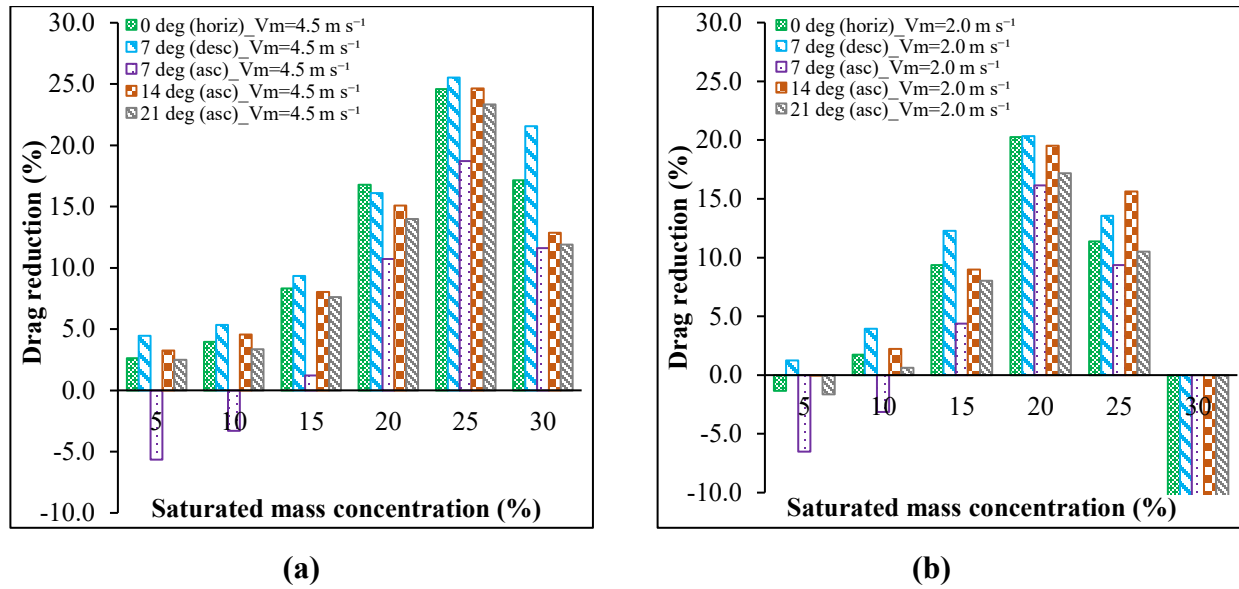 30.0
25.0
20.0
15.0
10.0
5.0
0.0
-5.0
-10.0
Drag reduction (%)
0 deg (horiz)_Vm=4.5 m s⁻¹
7 deg (desc)_Vm=4.5 m s⁻¹
7 deg (asc)_Vm=4.5 m s⁻¹
14 deg (asc)_Vm=4.5 m s⁻¹
21 deg (asc)_Vm=4.5 m s⁻¹
5 10 15 20 25 30
Saturated mass concentration (%)
(a)
30.0
25.0
20.0
15.0
10.0
5.0
0.0
-5.0
-10.0
Drag reduction (%)
0 deg (horiz)_Vm=2.0 m s⁻¹
7 deg (desc)_Vm=2.0 m s⁻¹
7 deg (asc)_Vm=2.0 m s⁻¹
14 deg (asc)_Vm=2.0 m s⁻¹
21 deg (asc)_Vm=2.0 m s⁻¹
5 10 15 20 25 30
Saturated mass concentration (%)
(b)